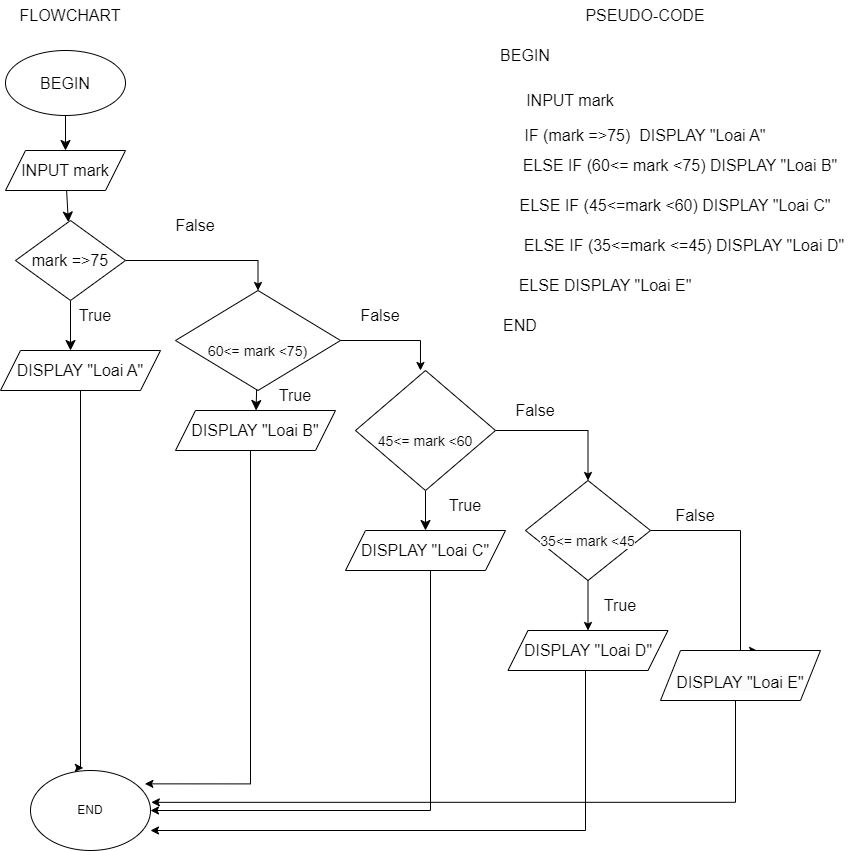 FLOWCHART
BEGIN
INPUT mark
mark =>75
False
True
DISPLAY "Loai A"
60<= mark <75)
False
True
DISPLAY "Loai B"
45<= mark <60
False
True
DISPLAY "Loai C"
35<= mark <45
False
True
DISPLAY "Loai D"
DISPLAY "Loai E"
END
PSEUDO-CODE
BEGIN
INPUT mark
IF (mark =>75)  DISPLAY "Loai A"
ELSE IF (60<= mark <75) DISPLAY "Loai B"
ELSE IF (45<=mark <60) DISPLAY "Loai C"
ELSE IF (35<=mark <=45) DISPLAY "Loai D"
ELSE DISPLAY "Loai E"
END